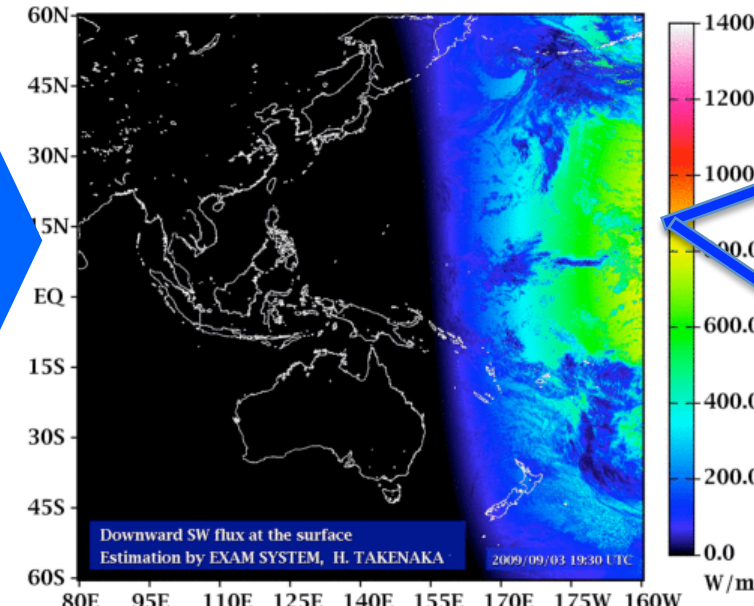 60N
45N
30N
15N
EQ
15S
30S
45S
60S
80E 95E 110E 125E 140E 155E 170E 175W 160W
1400
1200
1000
600.0
400.0
200.0
0.0
W/m
Downward SW flux at the surface
Estimation by EXAM SYSTEM, H. TAKENAKA
2009/09/03 19:30 UTC